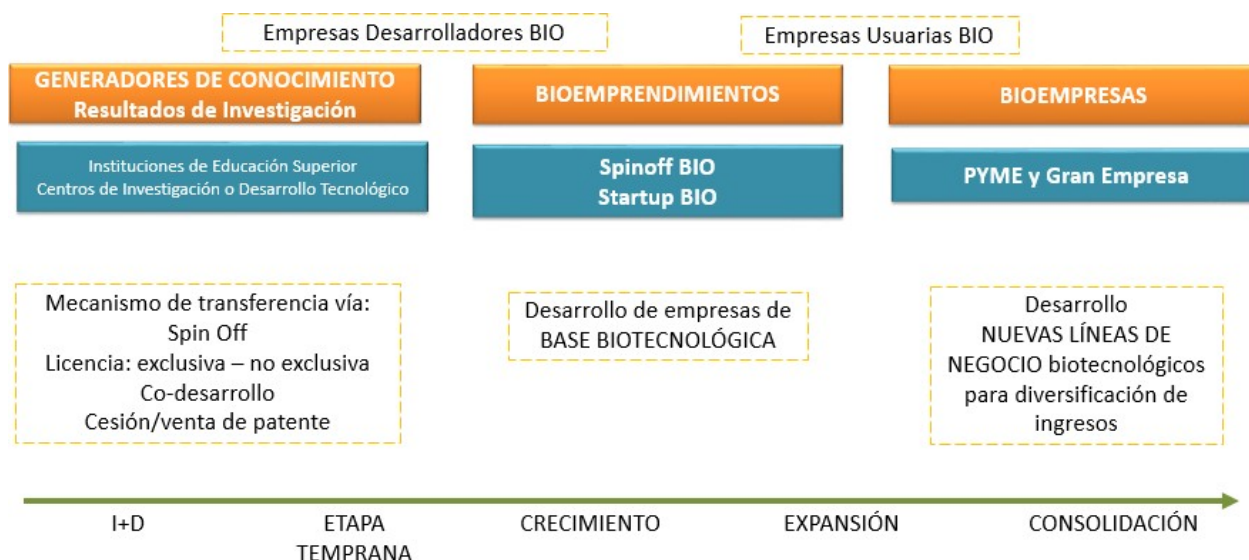 Empresas Desarrolladores BIO
Empresas Usuarias BIO
GENERADORES DE CONOCIMIENTO
Resultados de Investigación
BIOEMPRENDIMIENTOS
BIOEMPRESAS
Instituciones de Educación Superior
Centros de Investigación o Desarrollo Tecnológico
Spinoff BIO
Startup BIO
PYME y Gran Empresa
Mecanismo de transferencia vía:
Spin Off
Licencia: exclusiva – no exclusiva
Co-desarrollo
Cesión/venta de patente
Desarrollo de empresas de
BASE BIOTECNOLÓGICA
Desarrollo
NUEVAS LÍNEAS DE
NEGOCIO biotecnológicos
para diversificación de
ingresos
I+D
ETAPA
TEMPRANA
CRECIMIENTO
EXPANSIÓN
CONSOLIDACIÓN